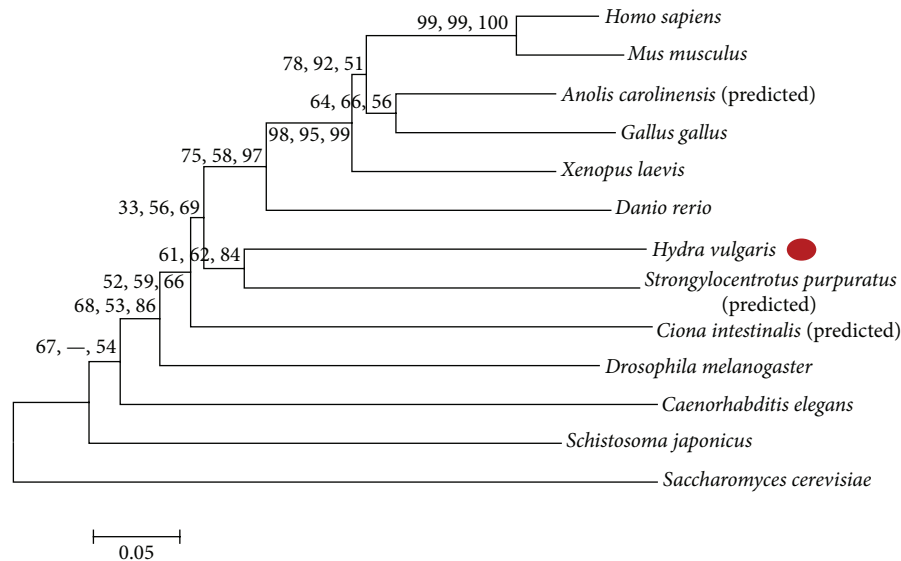 Homo sapiens
99, 99, 100
Mus musculus
78, 92, 51
Anolis carolinensis (predicted)
64, 66, 56
Gallus gallus
98, 95, 99
75, 58, 97
Xenopus laevis
33, 56, 69
Danio rerio
61, 62, 84
Hydra vulgaris
52, 59, 66
Strongylocentrotus purpuratus
(predicted)
68, 53, 86
Ciona intestinalis (predicted)
67, —, 54
Drosophila melanogaster
Caenorhabditis elegans
Schistosoma japonicus
Saccharomyces cerevisiae
0.05